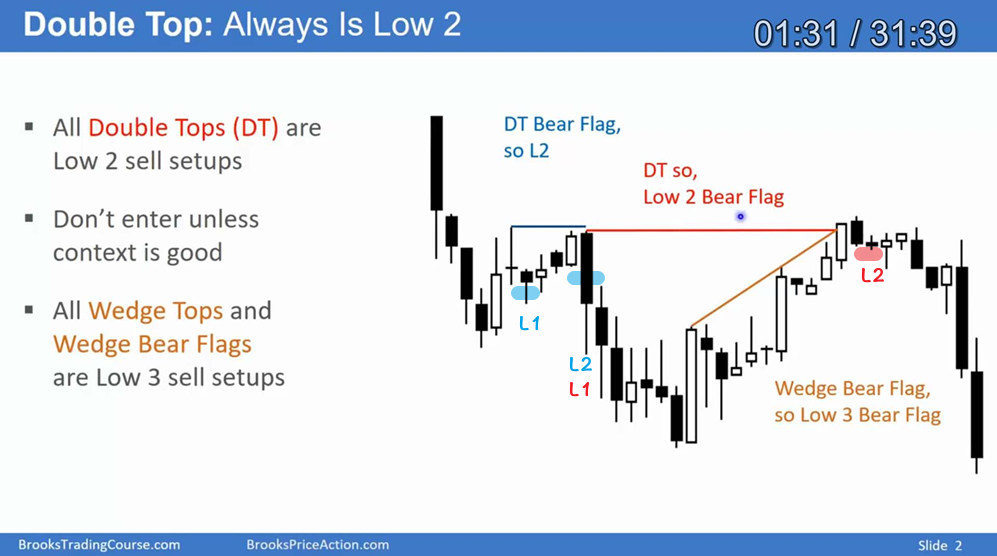 Double Top: Always Is Low 2
01:31 / 31:39
▪ All Double Tops (DT) are
Low 2 sell setups
▪ Don't enter unless
context is good
▪ All Wedge Tops and
Wedge Bear Flags
are Low 3 sell setups
DT Bear Flag,
so L2
DT so,
Low 2 Bear Flag
L1
L2
L1
L2
Wedge Bear Flag,
so Low 3 Bear Flag
BrooksTradingCourse.com
BrooksPriceAction.com
Slide 2